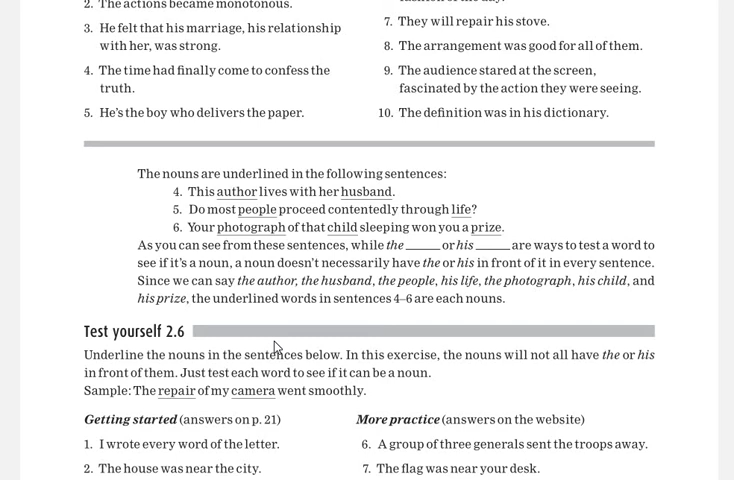 2. The actions became monotonous.
3. He felt that his marriage, his relationship
with her, was strong.
4. The time had finally come to confess the
truth.
5. He's the boy who delivers the paper.
7. They will repair his stove.
8. The arrangement was good for all of them.
9. The audience stared at the screen,
fascinated by the action they were seeing.
10. The definition was in his dictionary.
The nouns are underlined in the following sentences:
4. This author lives with her husband.
5. Do most people proceed contentedly through life?
6. Your photograph of that child sleeping won you a prize.
As you can see from these sentences, while the _____ or his _____ are ways to test a word to
see if it's a noun, a noun doesn't necessarily have the or his in front of it in every sentence.
Since we can say the author, the husband, the people, his life, the photograph, his child, and
his prize, the underlined words in sentences 4–6 are each nouns.
Test yourself 2.6
Underline the nouns in the sentences below. In this exercise, the nouns will not all have the or his
in front of them. Just test each word to see if it can be a noun.
Sample: The repair of my camera went smoothly.
Getting started (answers on p. 21)
1. I wrote every word of the letter.
2. The house was near the city.
More practice (answers on the website)
6. A group of three generals sent the troops away.
7. The flag was near your desk.